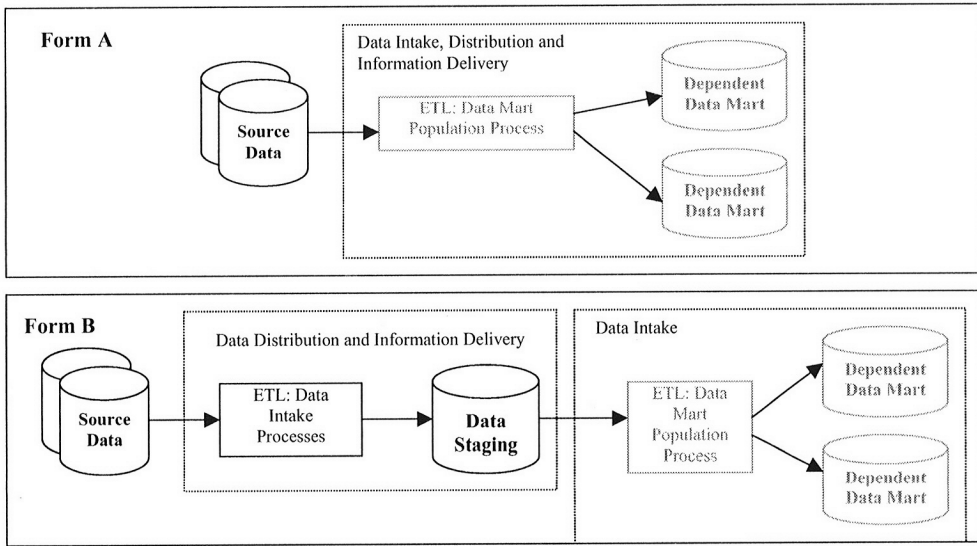 Form A
Data Intake, Distribution and
Information Delivery
Source
Data
ETL: Data Mart
Population Process
Dependent
Data Mart
Dependent
Data Mart
Form B
Data Distribution and Information Delivery
Source
Data
ETL: Data
Intake
Processes
Data
Staging
Data Intake
ETL: Data
Mart
Population
Process
Dependent
Data Mart
Dependent
Data Mart